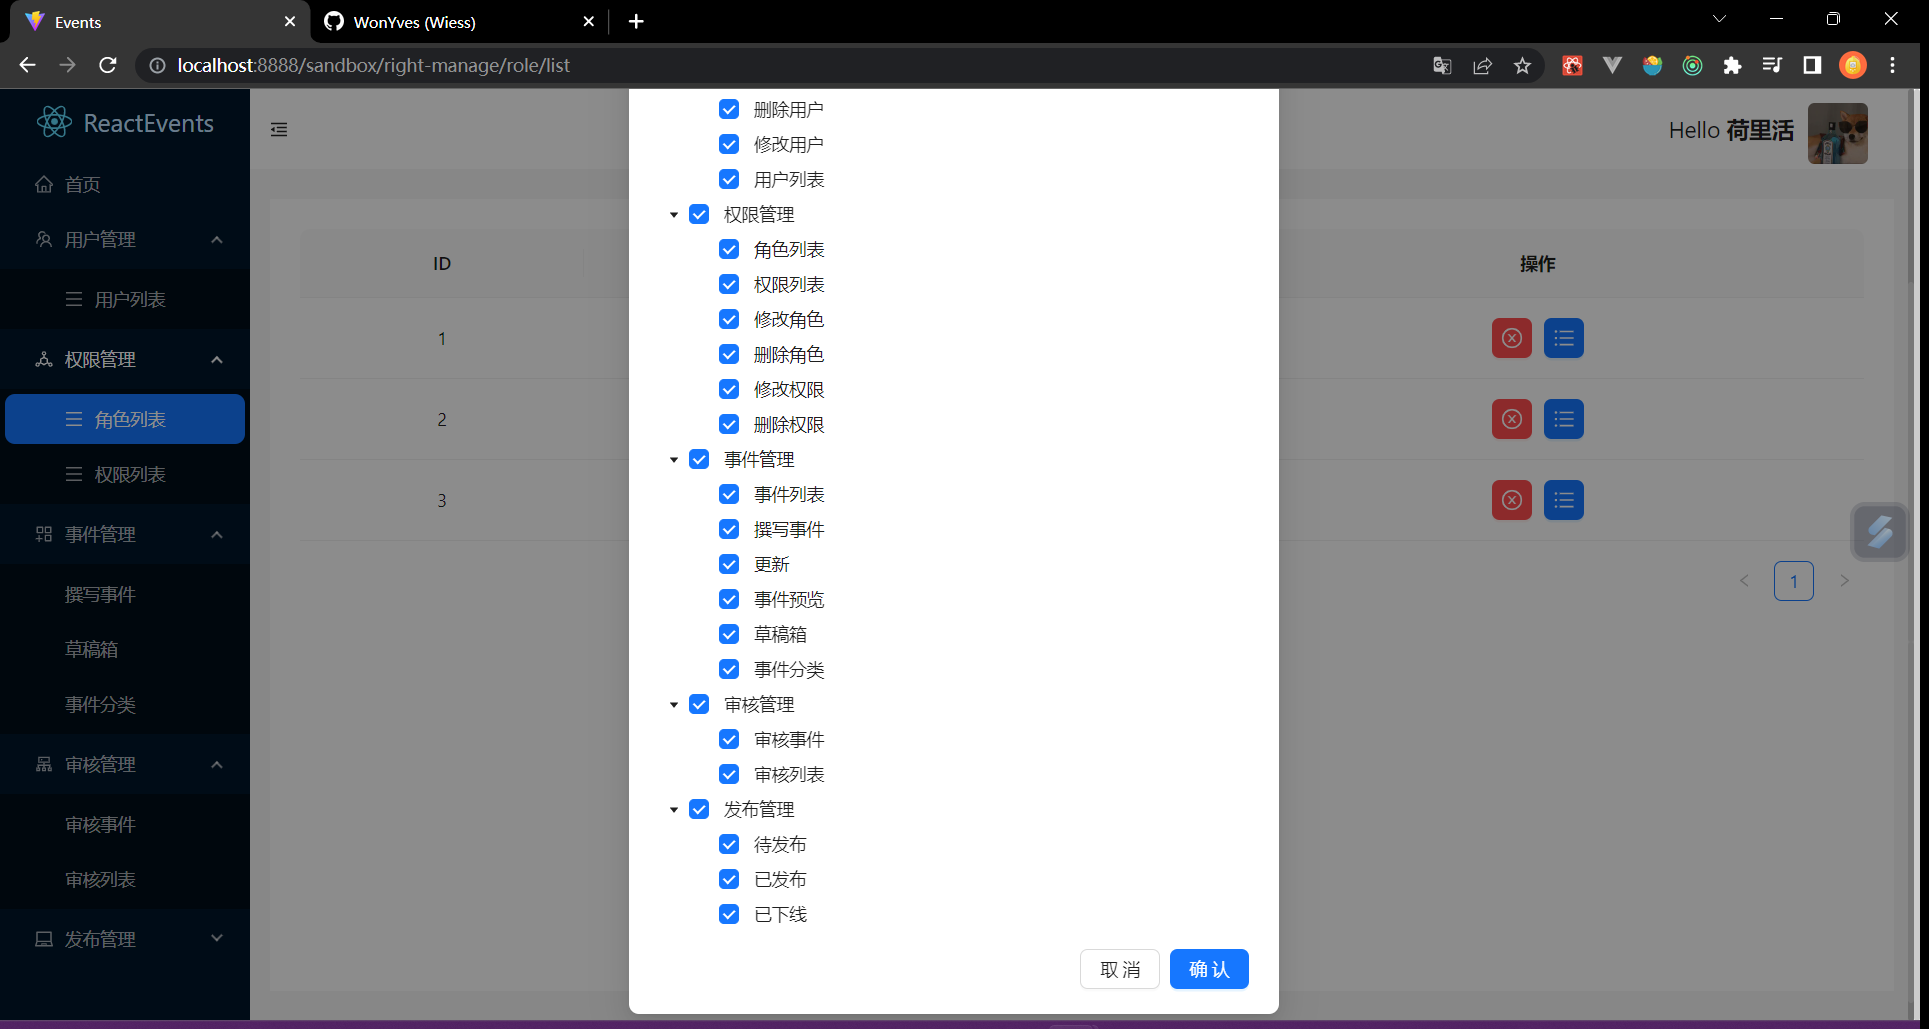 Events
WonYves (Wiess)
localhost:8888/sandbox/right-manage/role/list
ReactEvents
首页
用户管理
用户列表
权限管理
角色列表
权限列表
事件管理
撰写事件
草稿箱
事件分类
审核管理
审核事件
审核列表
发布管理
Hello 荷里活
ID
操作
1
2
3
1
删除用户
修改用户
用户列表
权限管理
角色列表
权限列表
修改角色
删除角色
修改权限
删除权限
事件管理
事件列表
撰写事件
更新
事件预览
草稿箱
事件分类
审核管理
审核事件
审核列表
发布管理
待发布
已发布
已下线
取 消
确 认